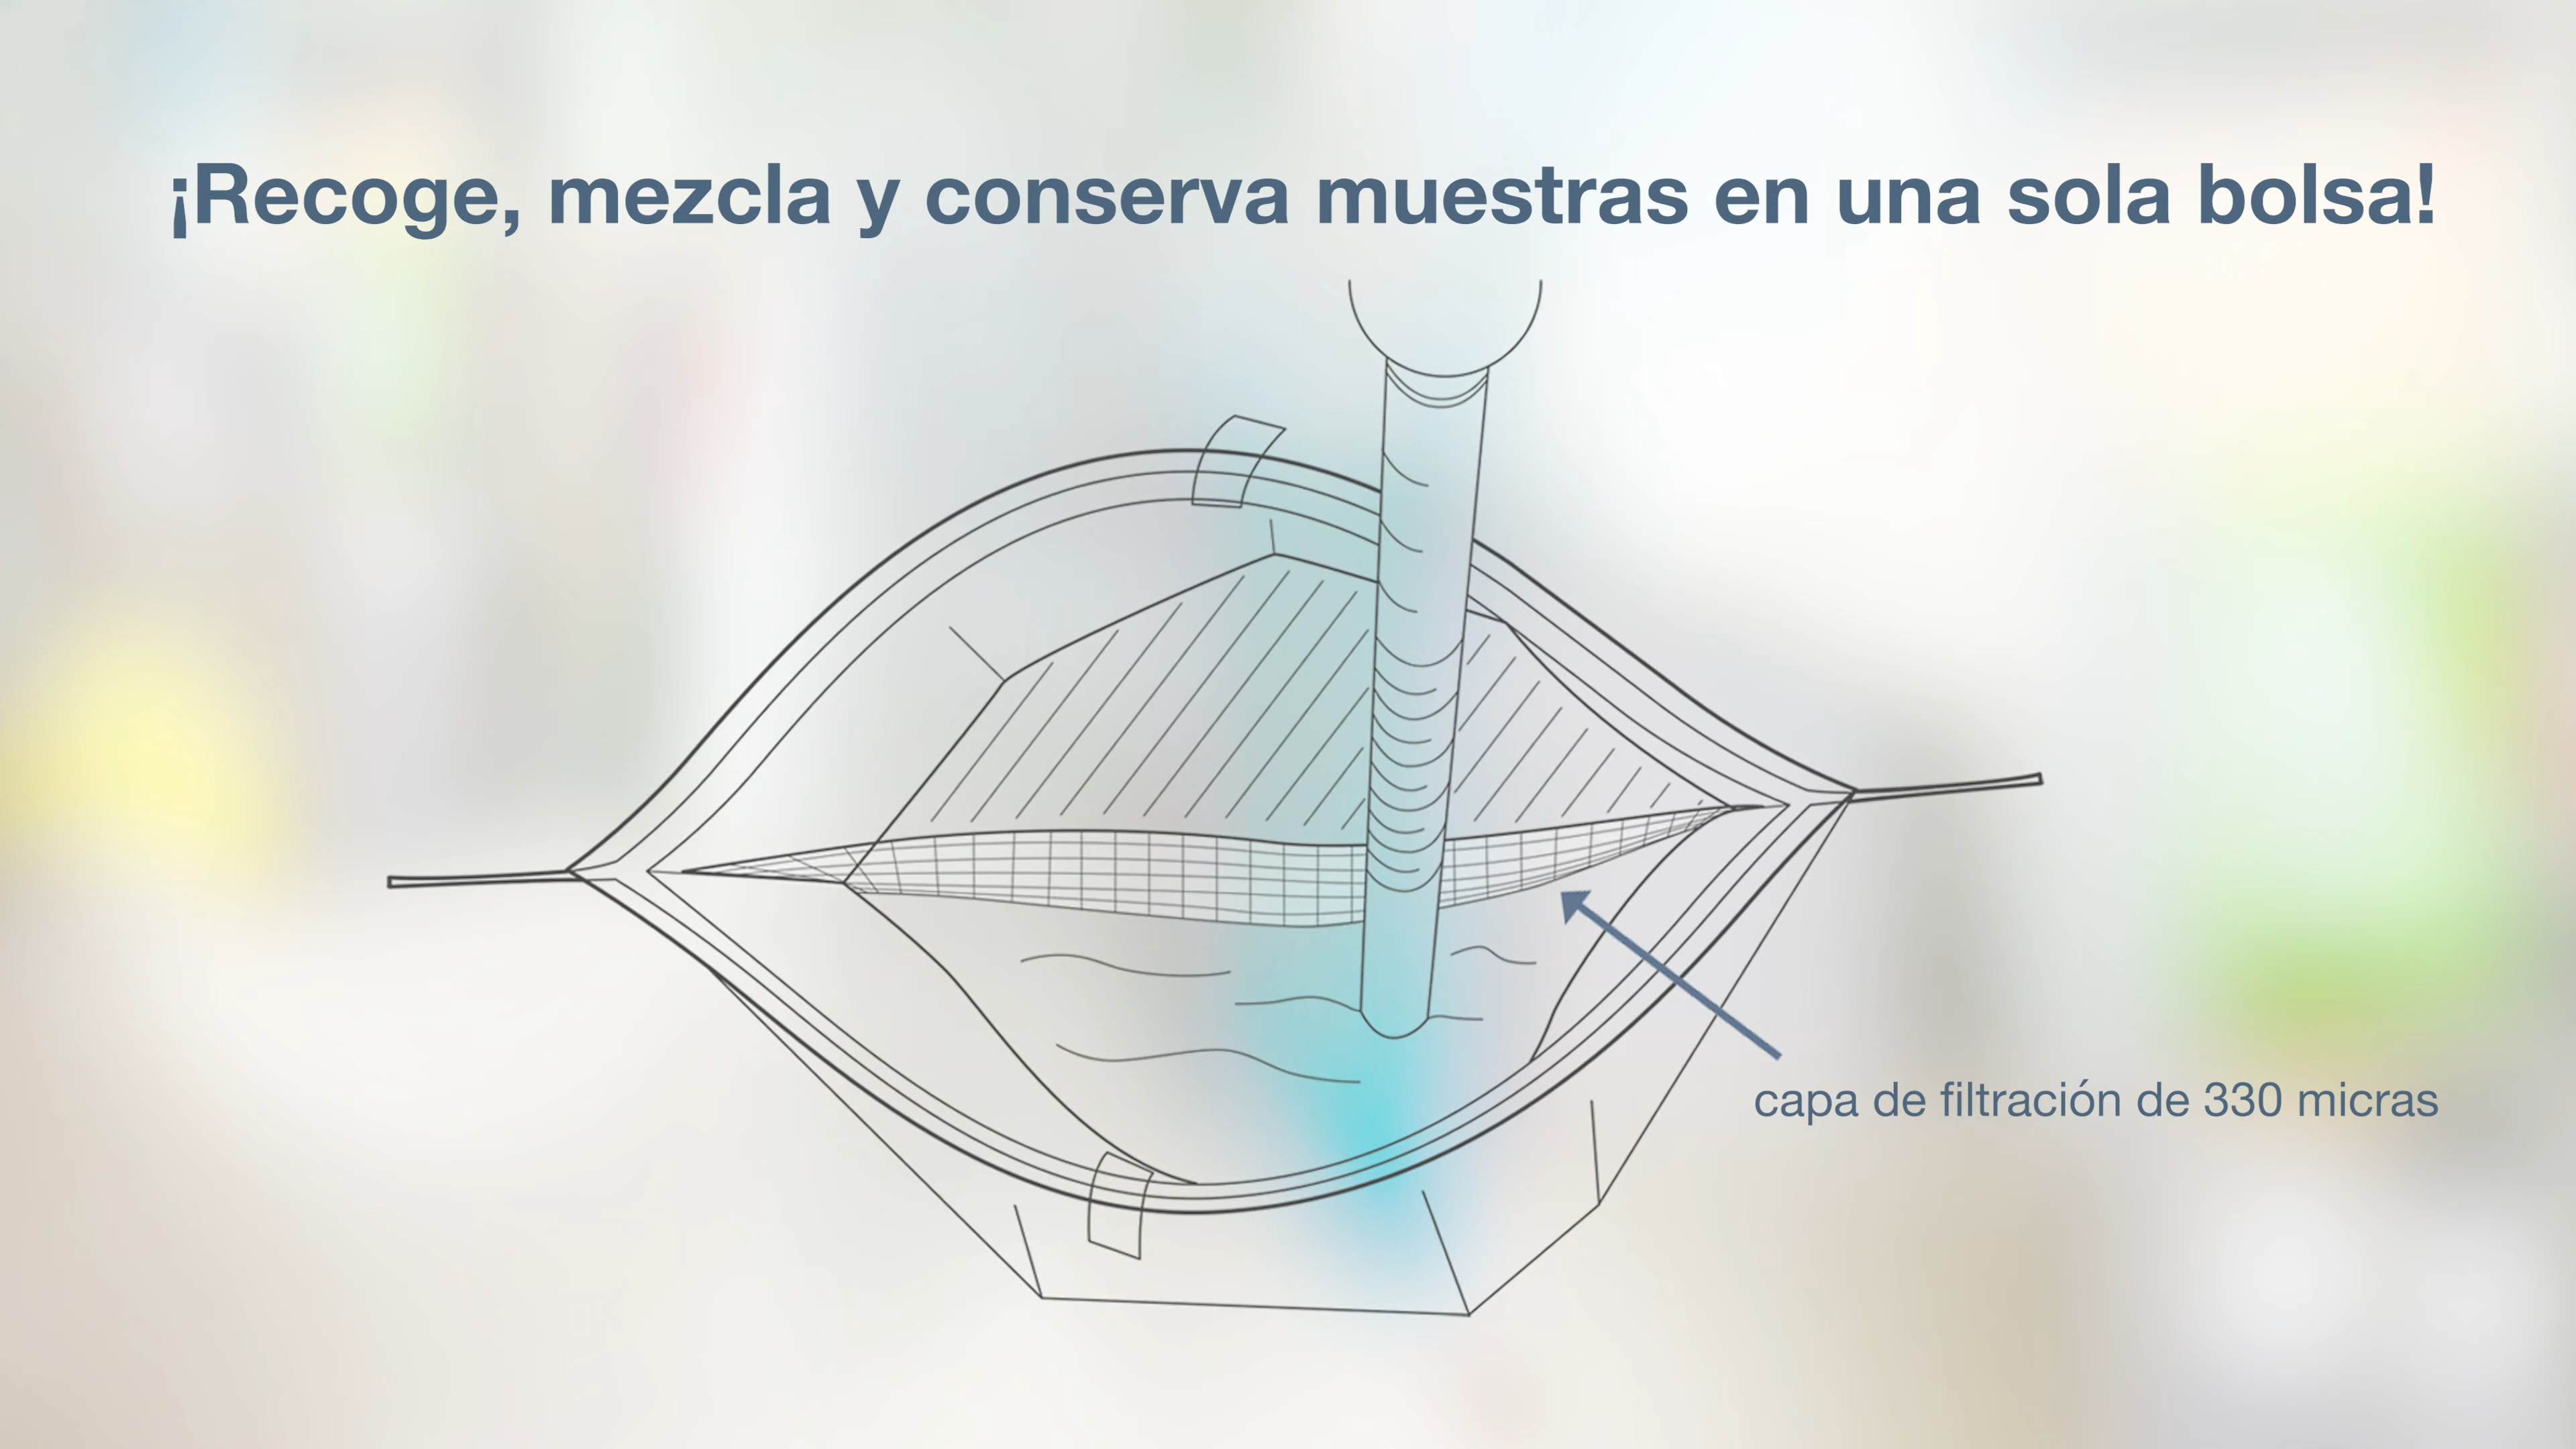 ¡Recoge, mezcla y conserva muestras en una sola bolsa!
capa de filtración de 330 micras